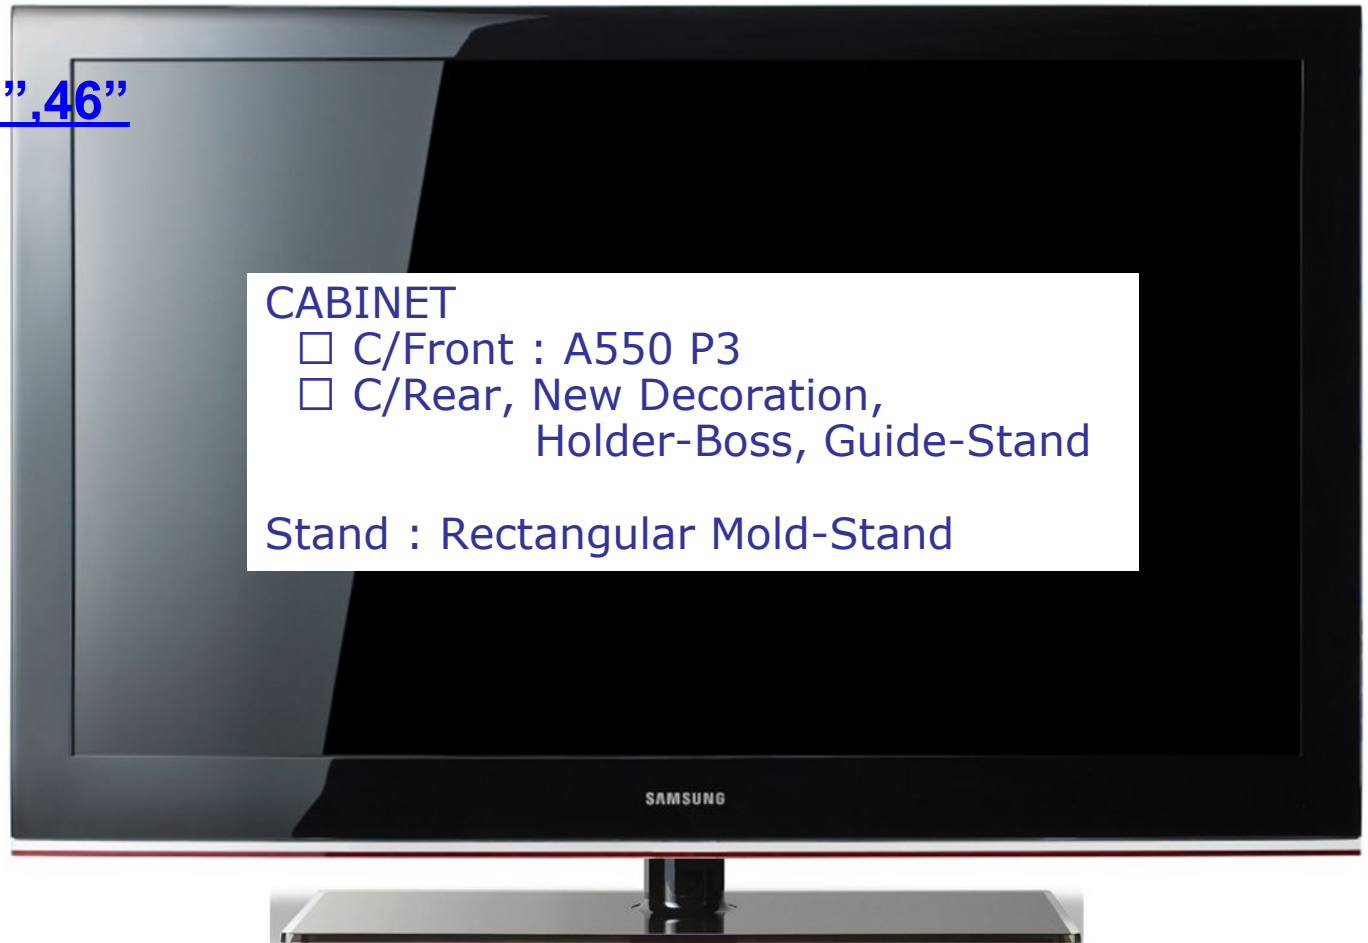 ”,46”
CABINET
□ C/Front : A550 P3
□ C/Rear, New Decoration,
Holder-Boss, Guide-Stand
Stand : Rectangular Mold-Stand
SAMSUNG